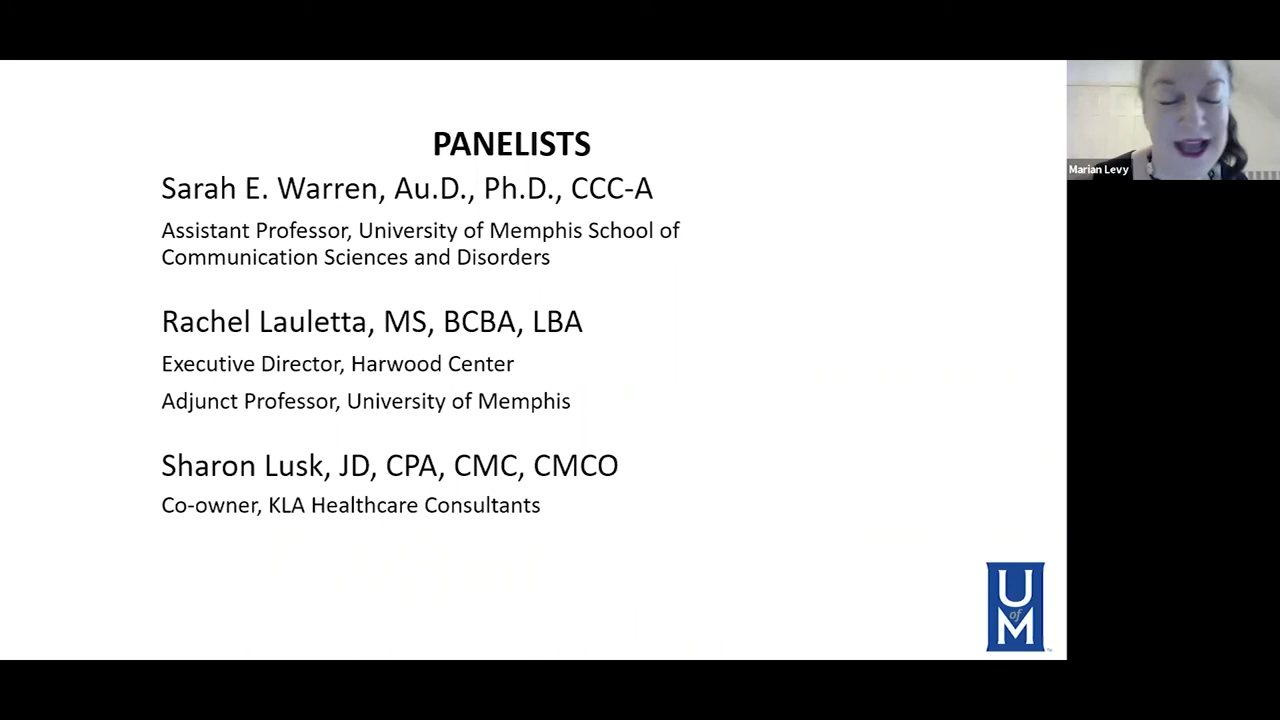 PANELISTS
Sarah E. Warren, Au.D., Ph.D., CCC-A
Assistant Professor, University of Memphis School of
Communication Sciences and Disorders
Rachel Lauletta, MS, BCBA, LBA
Executive Director, Harwood Center
Adjunct Professor, University of Memphis
Sharon Lusk, JD, CPA, CMC, CMCO
Co-owner, KLA Healthcare Consultants
Marian Levy
U
of
M